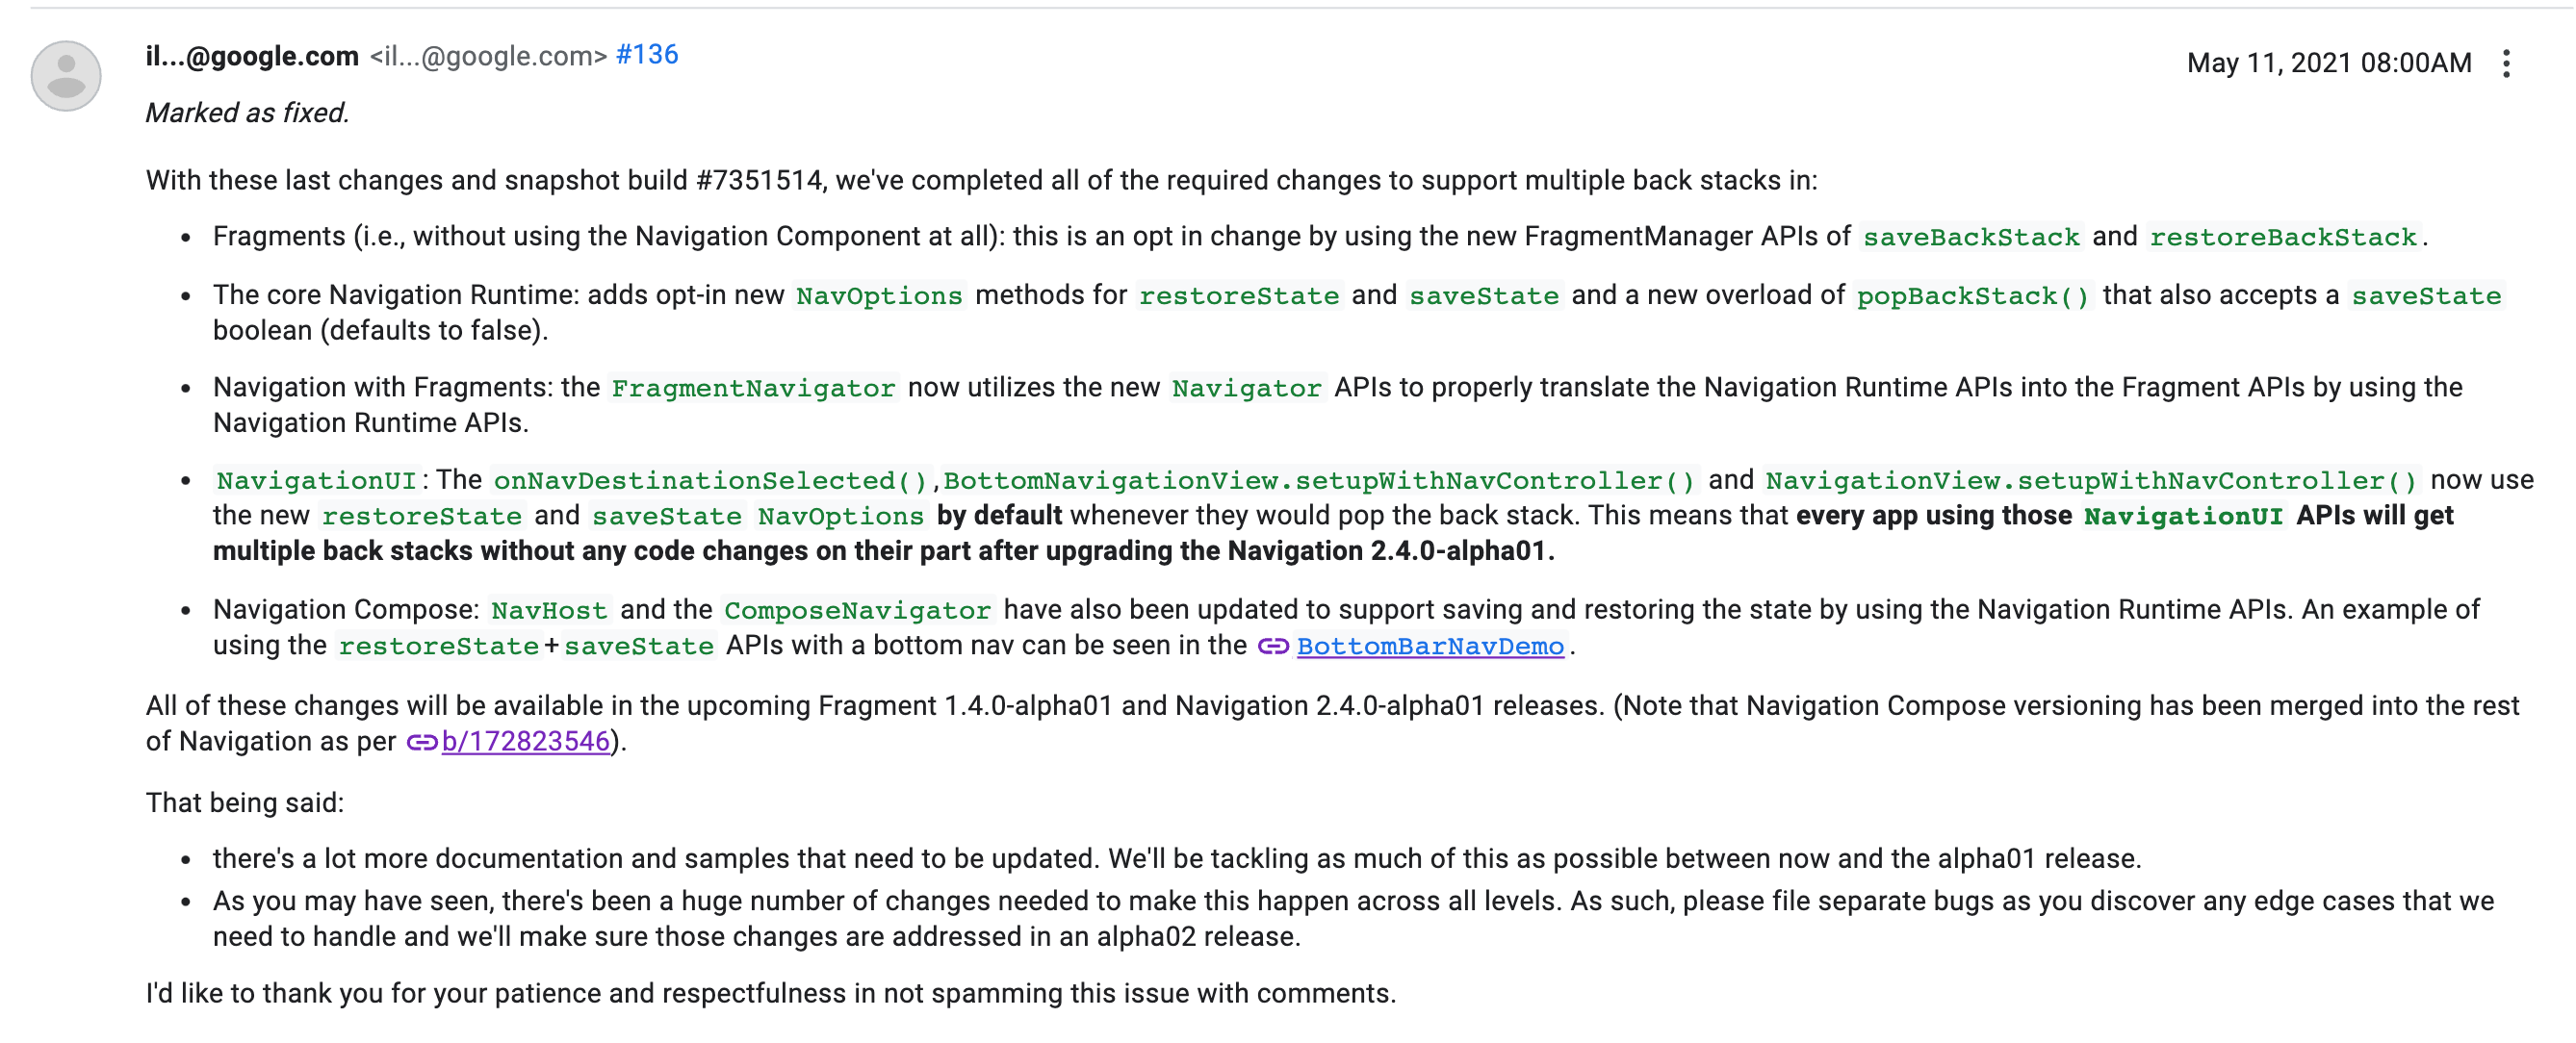 il...@google.com <il...@google.com> #136
May 11, 2021 08:00AM
Marked as fixed.
With these last changes and snapshot build #7351514, we've completed all of the required changes to support multiple back stacks in:
• Fragments (i.e., without using the Navigation Component at all): this is an opt in change by using the new FragmentManager APIs of saveBackStack and restoreBackStack.
• The core Navigation Runtime: adds opt-in new NavOptions methods for restoreState and saveState and a new overload of popBackStack() that also accepts a saveState
boolean (defaults to false).
• Navigation with Fragments: the FragmentNavigator now utilizes the new Navigator APIs to properly translate the Navigation Runtime APIs into the Fragment APIs by using the
Navigation Runtime APIs.
• NavigationUI: The onNavDestinationSelected(), BottomNavigationView.setupWithNavController() and NavigationView.setupWithNavController() now use
the new restoreState and saveState NavOptions by default whenever they would pop the back stack. This means that every app using those NavigationUI APIs will get
multiple back stacks without any code changes on their part after upgrading the Navigation 2.4.0-alpha01.
• Navigation Compose: NavHost and the ComposeNavigator have also been updated to support saving and restoring the state by using the Navigation Runtime APIs. An example of
using the restoreState+saveState APIs with a bottom nav can be seen in the BottomBarNavDemo.
All of these changes will be available in the upcoming Fragment 1.4.0-alpha01 and Navigation 2.4.0-alpha01 releases. (Note that Navigation Compose versioning has been merged into the rest
of Navigation as per b/172823546).
That being said:
• there's a lot more documentation and samples that need to be updated. We'll be tackling as much of this as possible between now and the alpha01 release.
• As you may have seen, there's been a huge number of changes needed to make this happen across all levels. As such, please file separate bugs as you discover any edge cases that we
need to handle and we'll make sure those changes are addressed in an alpha02 release.
I'd like to thank you for your patience and respectfulness in not spamming this issue with comments.